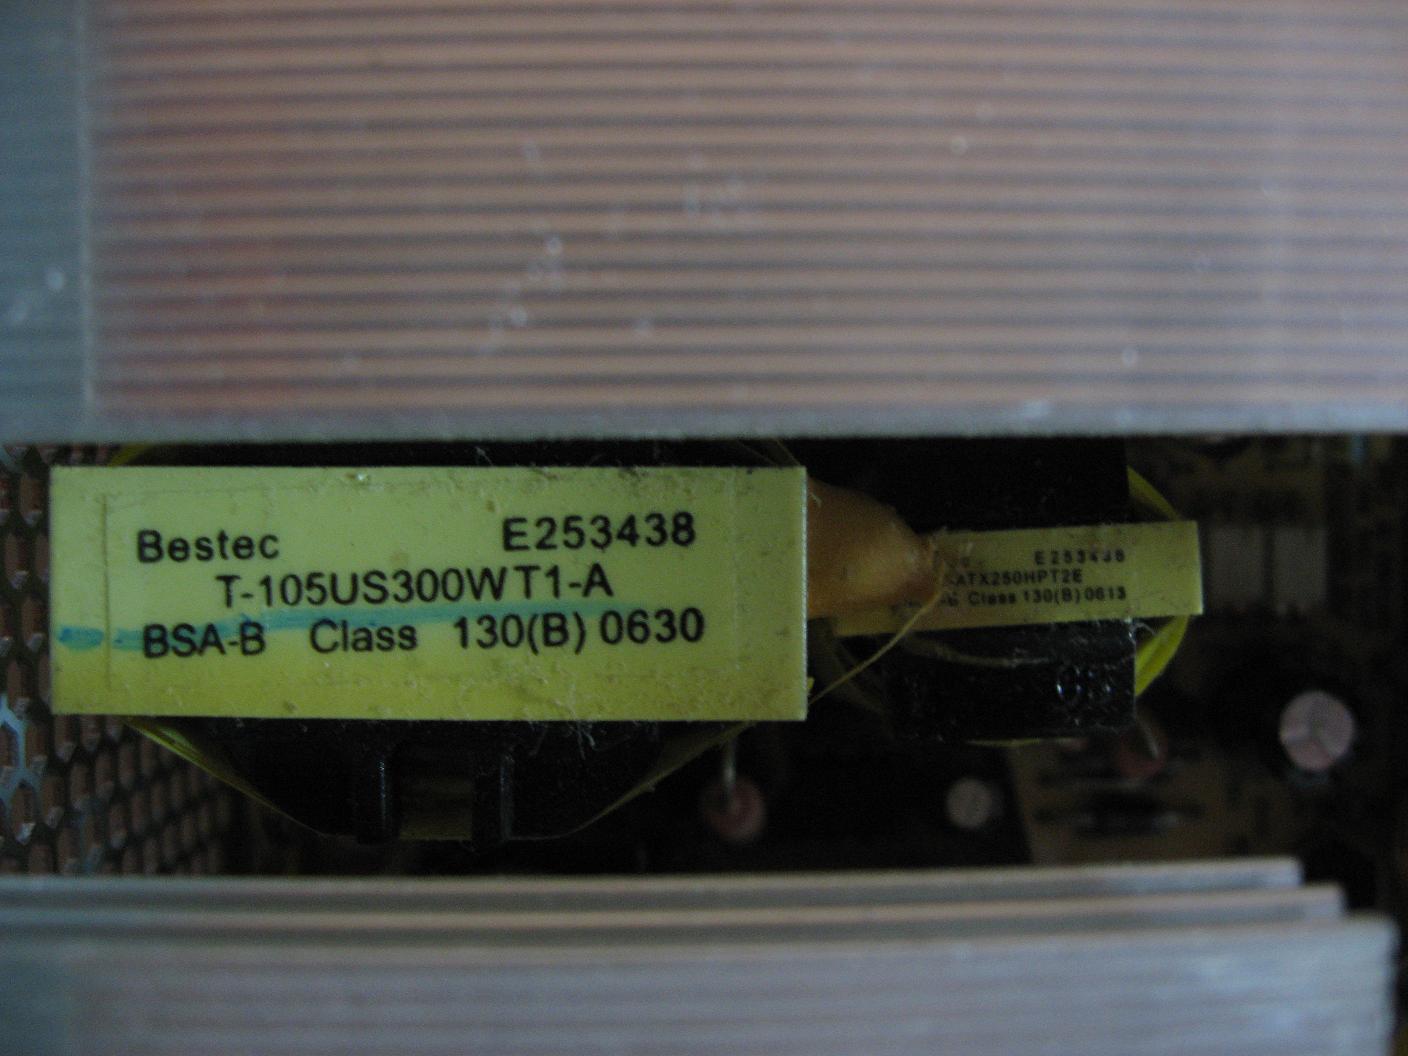 Bestec E253438
T-105US300WT1-A
BSA-B Class 130(B) 0630
E253438
ATX250HPT2E
Class 130(B) 0613